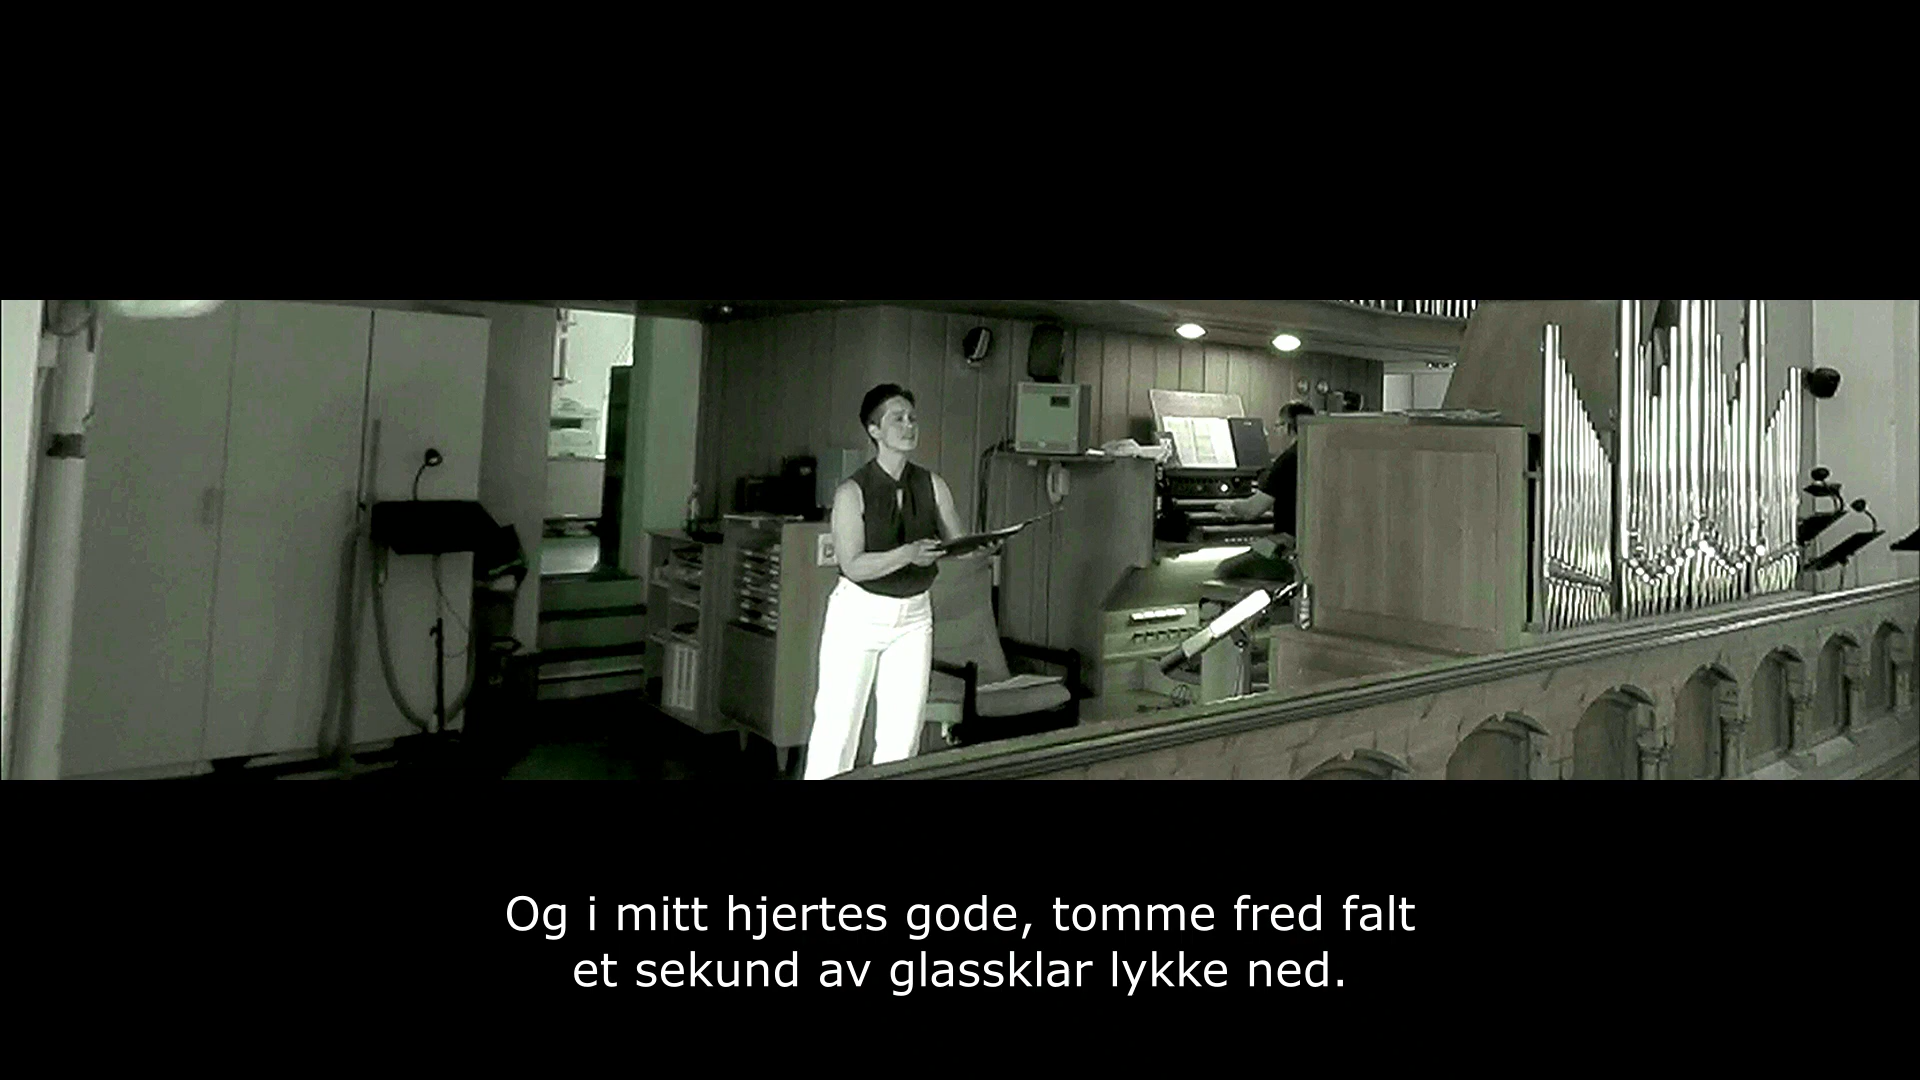 Og i mitt hjertes gode, tomme fred falt
et sekund av glassklar lykke ned.